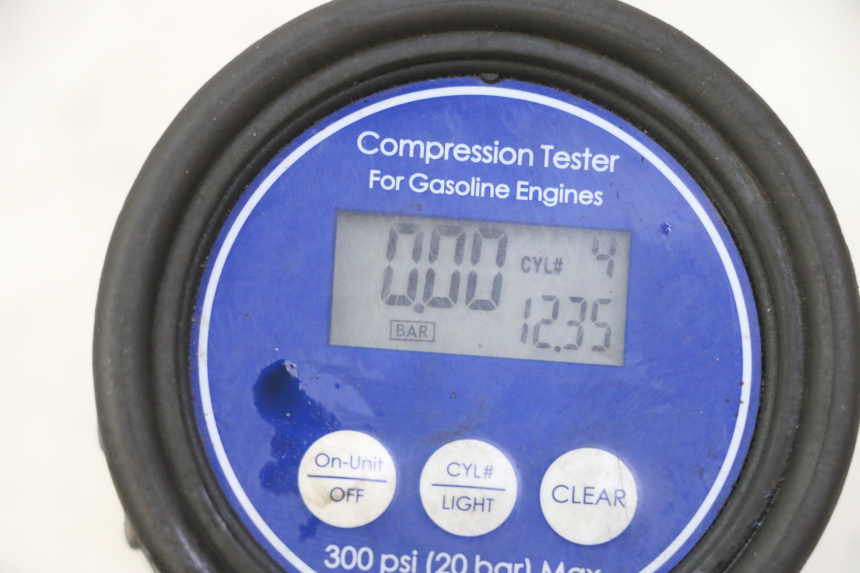 Compression Tester
For Gasoline Engines
0.00 CYL# 4
BAR 12.35
On-Unit
OFF
CYL#
LIGHT
CLEAR
300 psi (20 bar) Max